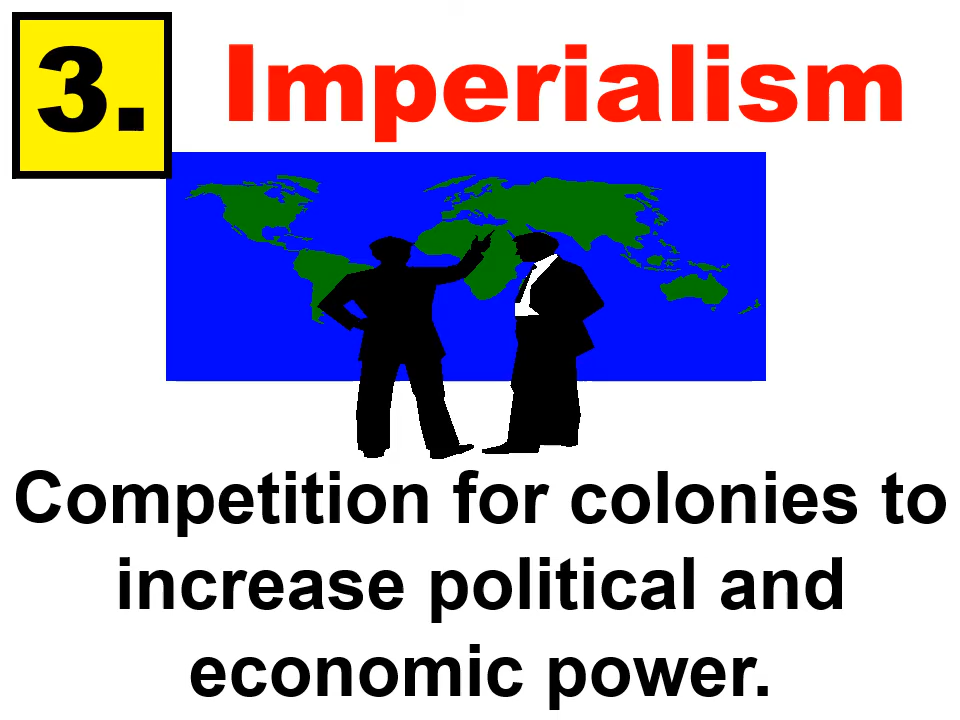 3. Imperialism
Competition for colonies to
increase political and
economic power.